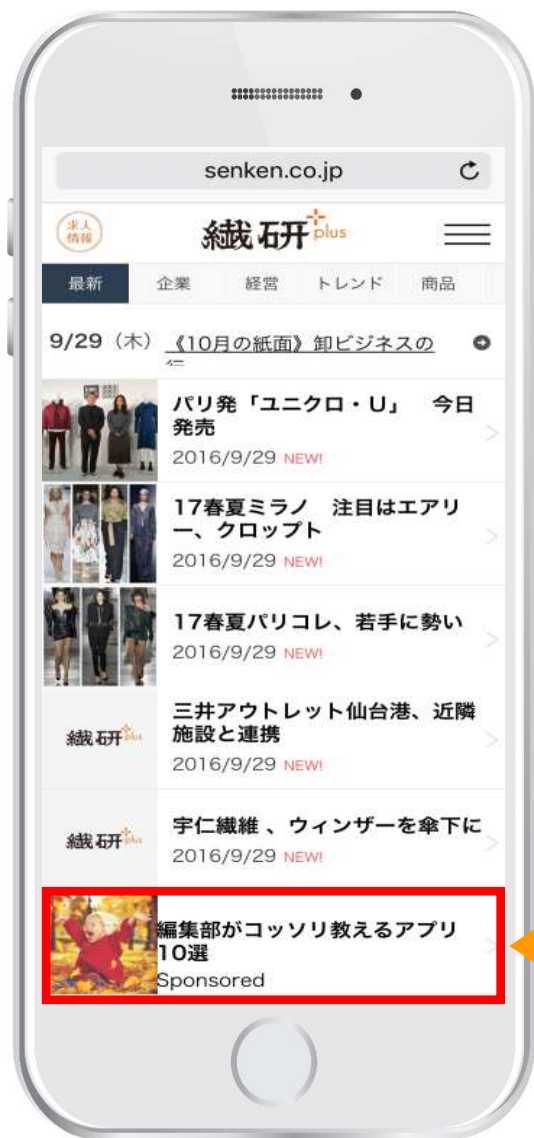 senken.co.jp
求人
情報
繊研plus
最新 企業 経営 トレンド 商品
9/29（木） 《10月の紙面》卸ビジネスの
パリ発「ユニクロ・U」 今日
発売
2016/9/29 NEW!
17春夏ミラノ 注目はエアリ
ー、クロップト
2016/9/29 NEW!
17春夏パリコレ、若手に勢い
2016/9/29 NEW!
繊研plus
三井アウトレット仙台港、近隣
施設と連携
2016/9/29 NEW!
繊研plus
宇仁繊維 、ウィンザーを傘下に
2016/9/29 NEW!
編集部がコッソリ教えるアプリ
10選
Sponsored